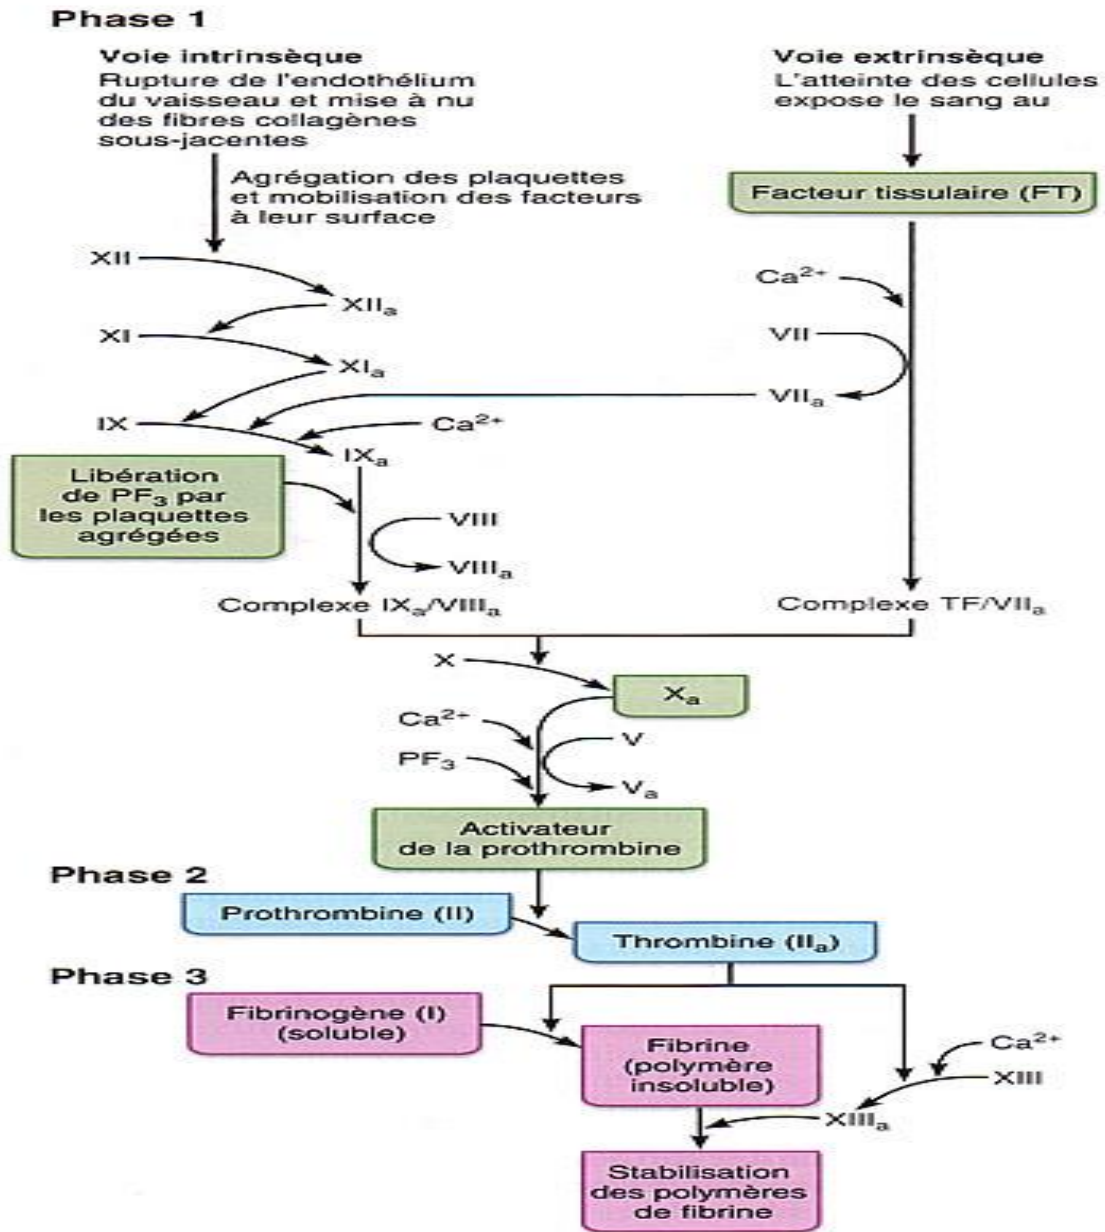 Phase 1
Voie intrinsèque
Rupture de l'endothélium
du vaisseau et mise à nu
des fibres collagènes
sous-jacentes
Voie extrinsèque
L'atteinte des cellules
expose le sang au
Agrégation des plaquettes
et mobilisation des facteurs
à leur surface
Facteur tissulaire (FT)
XII
XIIₐ
Ca²⁺
XI
XIₐ
VII
VIIₐ
IX
Ca²⁺
IXₐ
Libération
de PF₃ par
les plaquettes
agrégées
VIII
VIIIₐ
Complexe IXₐ/VIIIₐ
Complexe TF/VIIₐ
X
Xₐ
Ca²⁺
V
PF₃
Vₐ
Activateur
de la prothrombine
Phase 2
Prothrombine (II)
Thrombine (IIₐ)
Phase 3
Fibrinogène (I)
(soluble)
Fibrine
(polymère
insoluble)
Ca²⁺
XIII
XIIIₐ
Stabilisation
des polymères
de fibrine